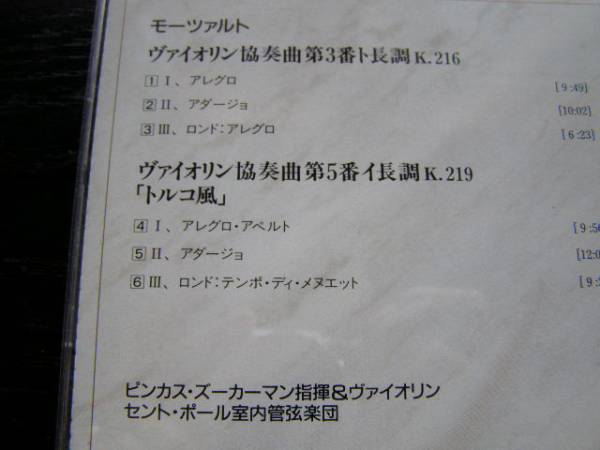 モーツァルト
ヴァイオリン協奏曲第3番ト長調 K.216
1 I、アレグロ [9:49]
2 II、アダージョ [10:02]
3 III、ロンド:アレグロ [6:23]
ヴァイオリン協奏曲第5番イ長調 K.219
「トルコ風」
4 I、アレグロ・アペルト [9:56
5 II、アダージョ [12:0
6 III、ロンド:テンポ・ディ・メヌエット [9:
ピンカス・ズーカーマン指揮&ヴァイオリン
セント・ポール室内管弦楽団